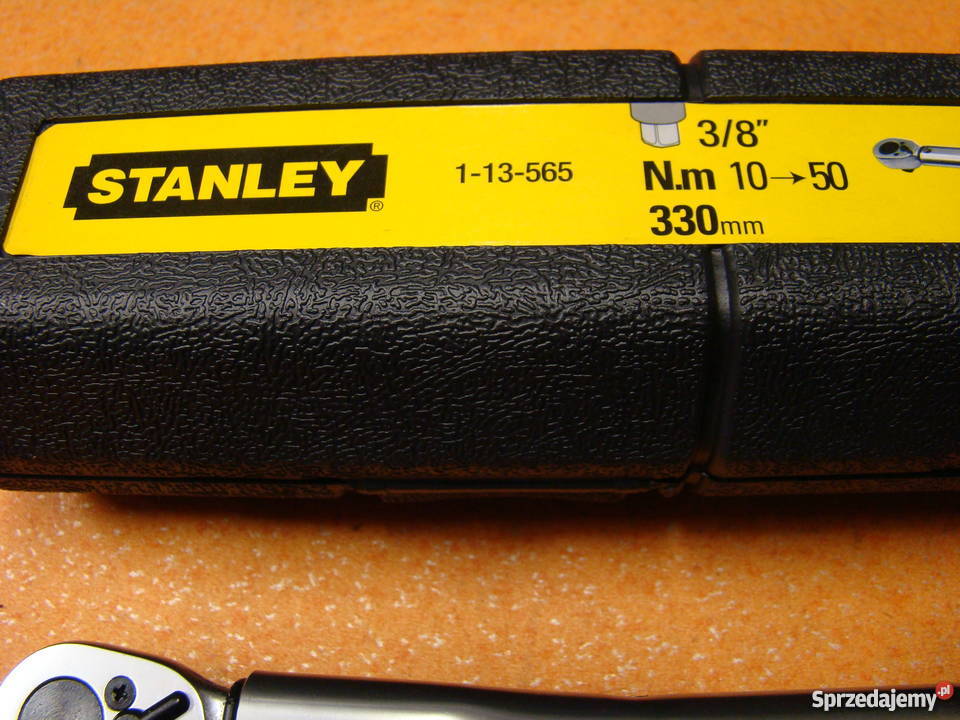 STANLEY®
1-13-565
3/8"
N.m 10→50
330mm
Sprzedajemy.pl